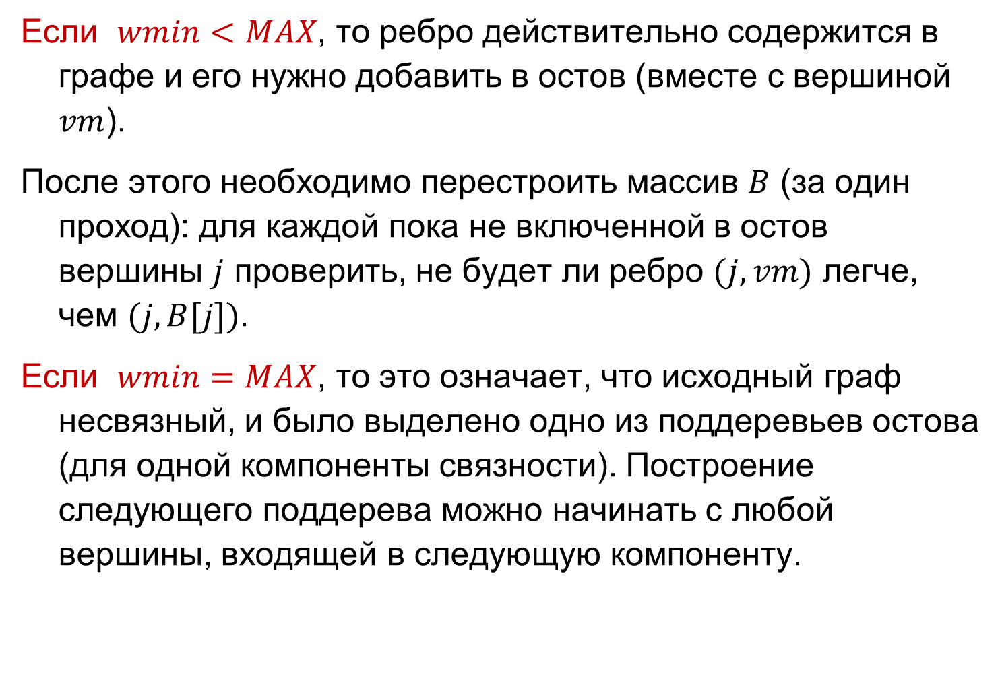 Если wmin < MAX, то ребро действительно содержится в
графе и его нужно добавить в остов (вместе с вершиной
vm).
После этого необходимо перестроить массив B (за один
проход): для каждой пока не включенной в остов
вершины j проверить, не будет ли ребро (j, vm) легче,
чем (j, B[j]).
Если wmin = MAX, то это означает, что исходный граф
несвязный, и было выделено одно из поддеревьев остова
(для одной компоненты связности). Построение
следующего поддерева можно начинать с любой
вершины, входящей в следующую компоненту.